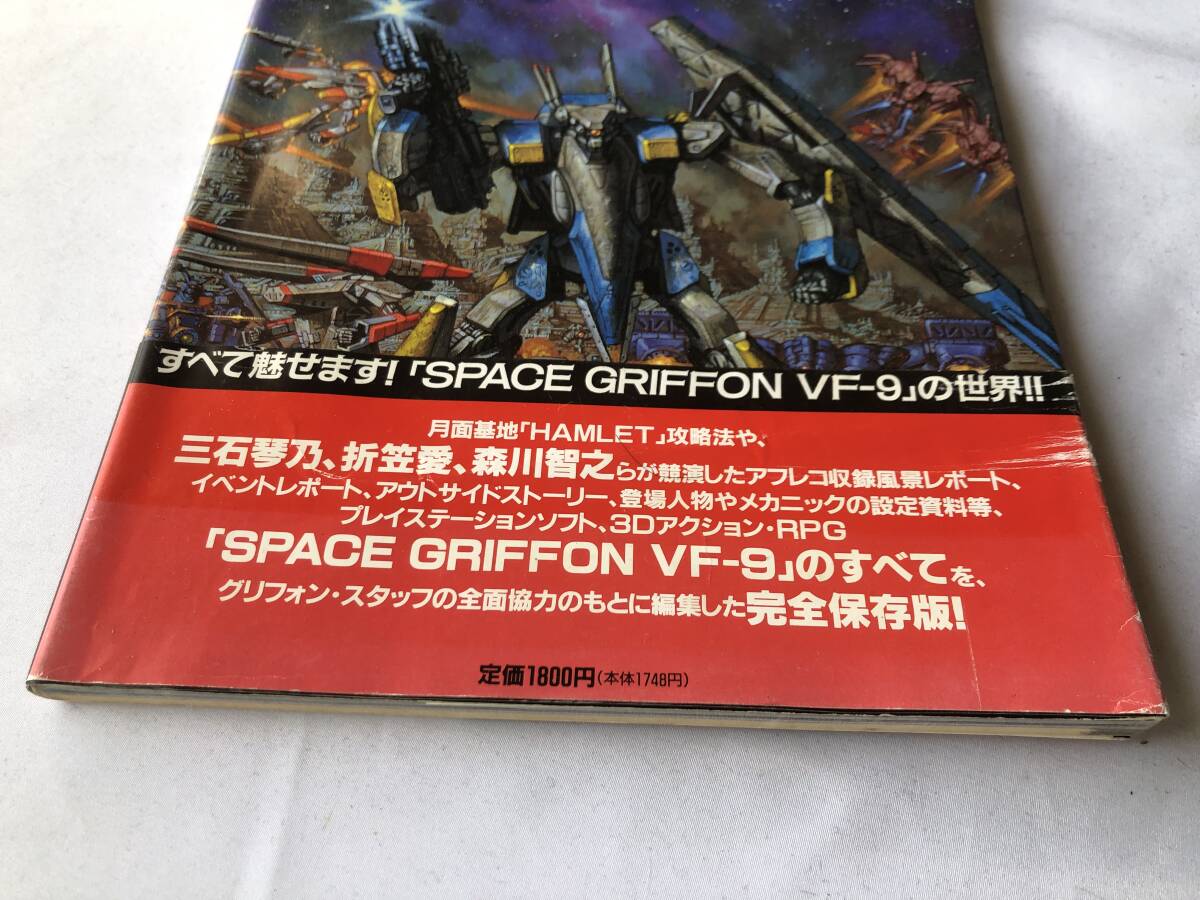 すべて魅せます!「SPACE GRIFFON VF-9」の世界!!
月面基地「HAMLET」攻略法や、
三石琴乃、折笠愛、森川智之らが競演したアフレコ収録風景レポート、
イベントレポート、アウトサイドストーリー、登場人物やメカニックの設定資料等、
プレイステーションソフト、3Dアクション・RPG
「SPACE GRIFFON VF-9」のすべてを、
グリフォン・スタッフの全面協力のもとに編集した完全保存版!
定価1800円(本体1748円)